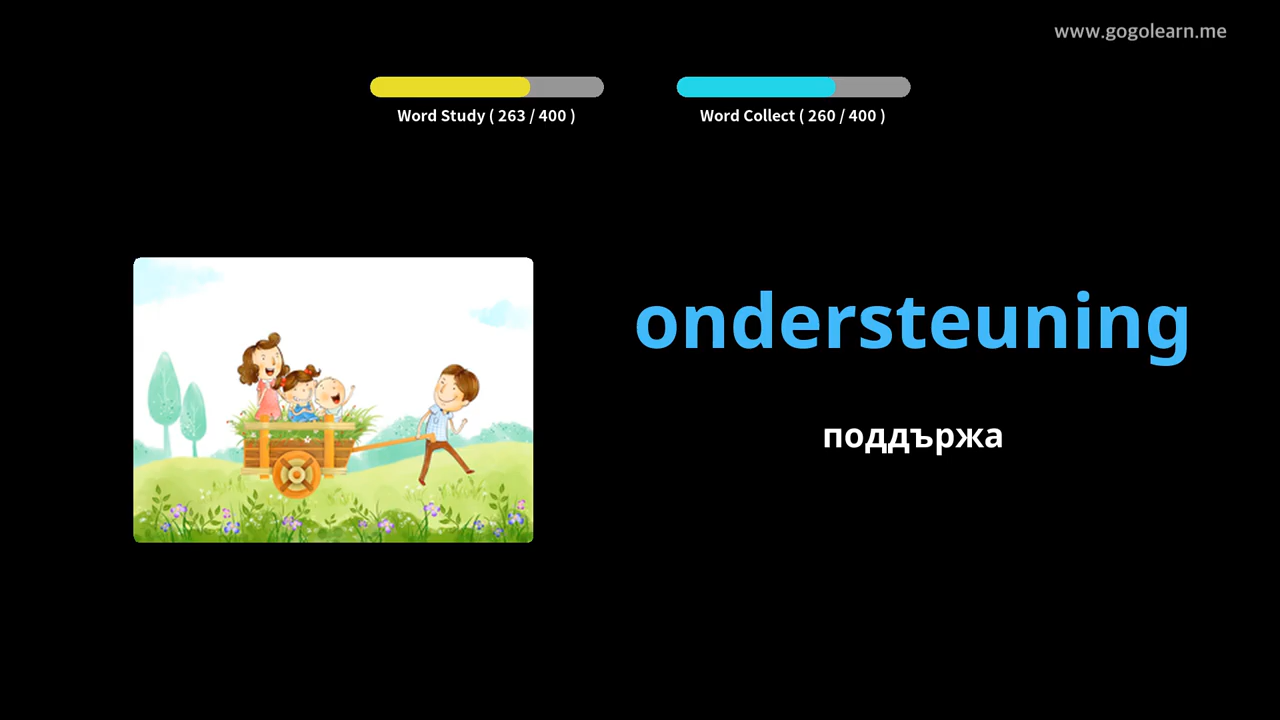 www.gogolearn.me
Word Study ( 263 / 400 )
Word Collect ( 260 / 400 )
ondersteuning
поддържа